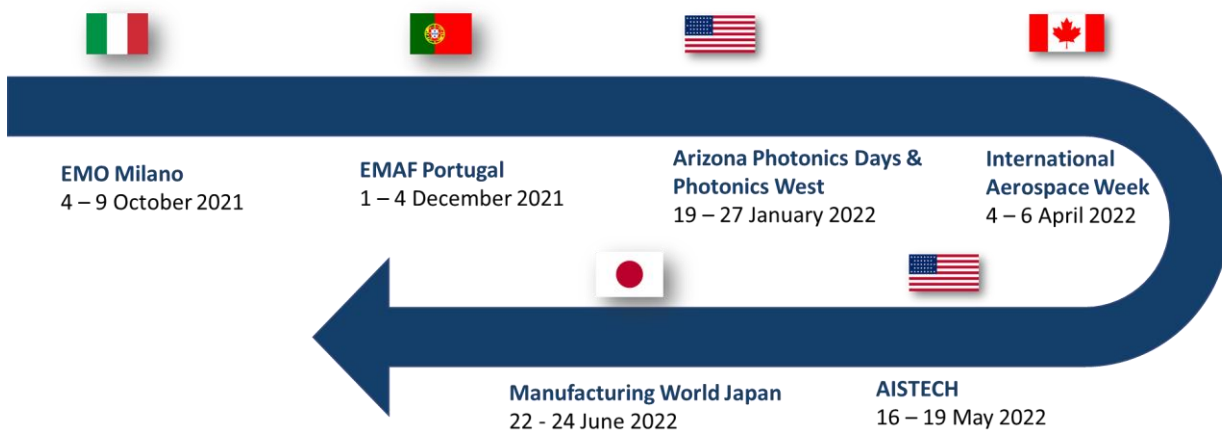 EMO Milano
4 – 9 October 2021
EMAF Portugal
1 – 4 December 2021
Arizona Photonics Days &
Photonics West
19 – 27 January 2022
International
Aerospace Week
4 – 6 April 2022
AISTECH
16 – 19 May 2022
Manufacturing World Japan
22 - 24 June 2022